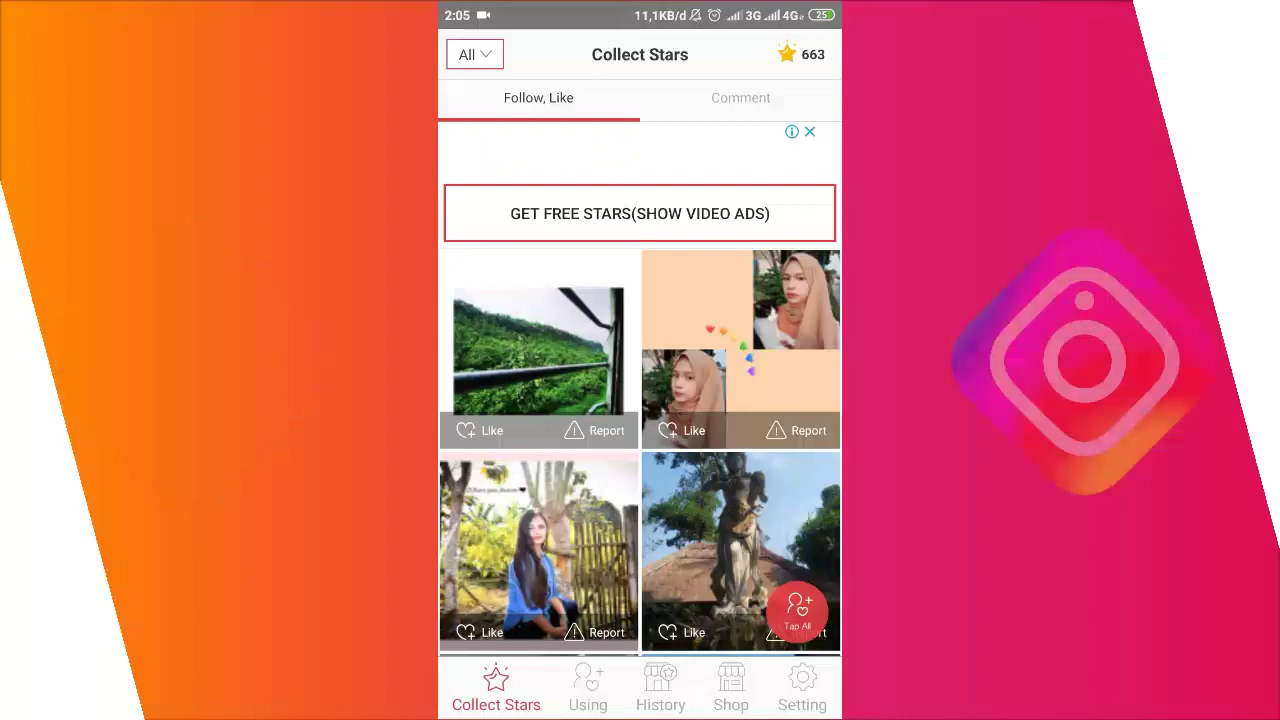 2:05
11,1KB/d
3G
4G
25
All
Collect Stars
663
Follow, Like
Comment
GET FREE STARS(SHOW VIDEO ADS)
Like
Report
Like
Report
Like
Report
Like
Tap All
Collect Stars
Using
History
Shop
Setting